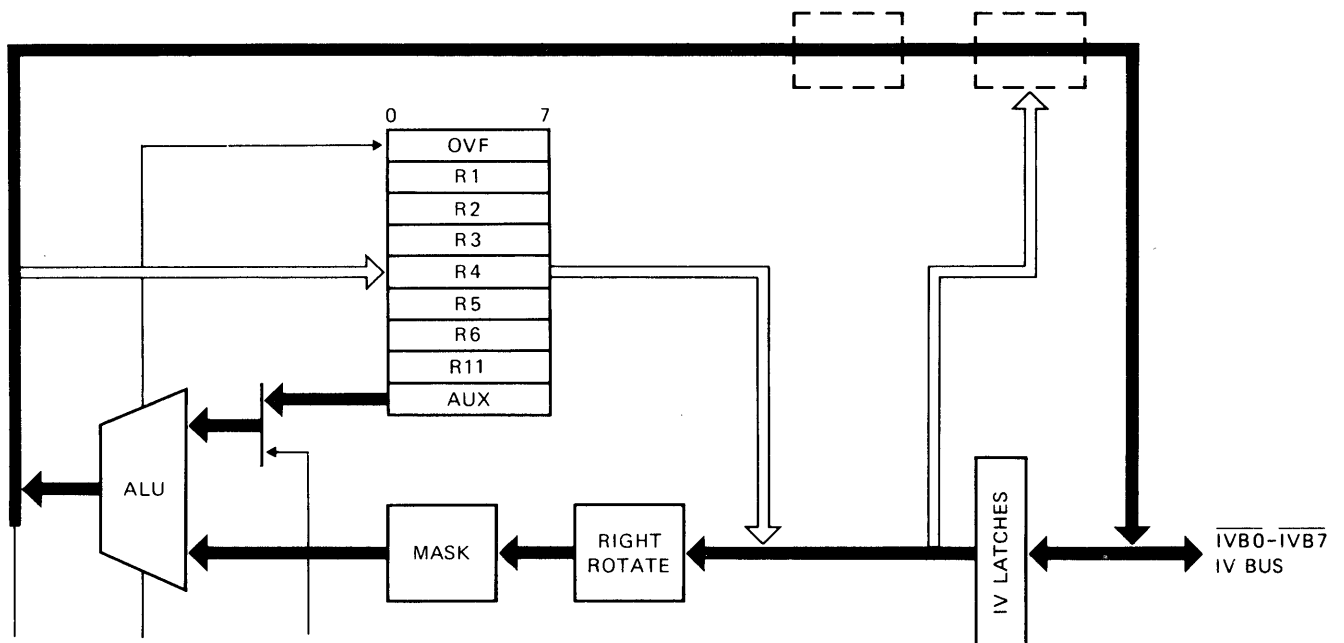 0 7
OVF
R1
R2
R3
R4
R5
R6
R11
AUX
ALU
MASK
RIGHT
ROTATE
IV LATCHES
IVB0-IVB7
IV BUS